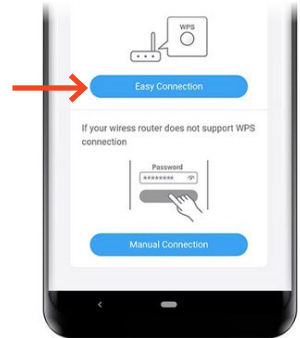 WPS
Easy Connection
If your wiress router does not support WPS
connection
Password
********
Manual Connection